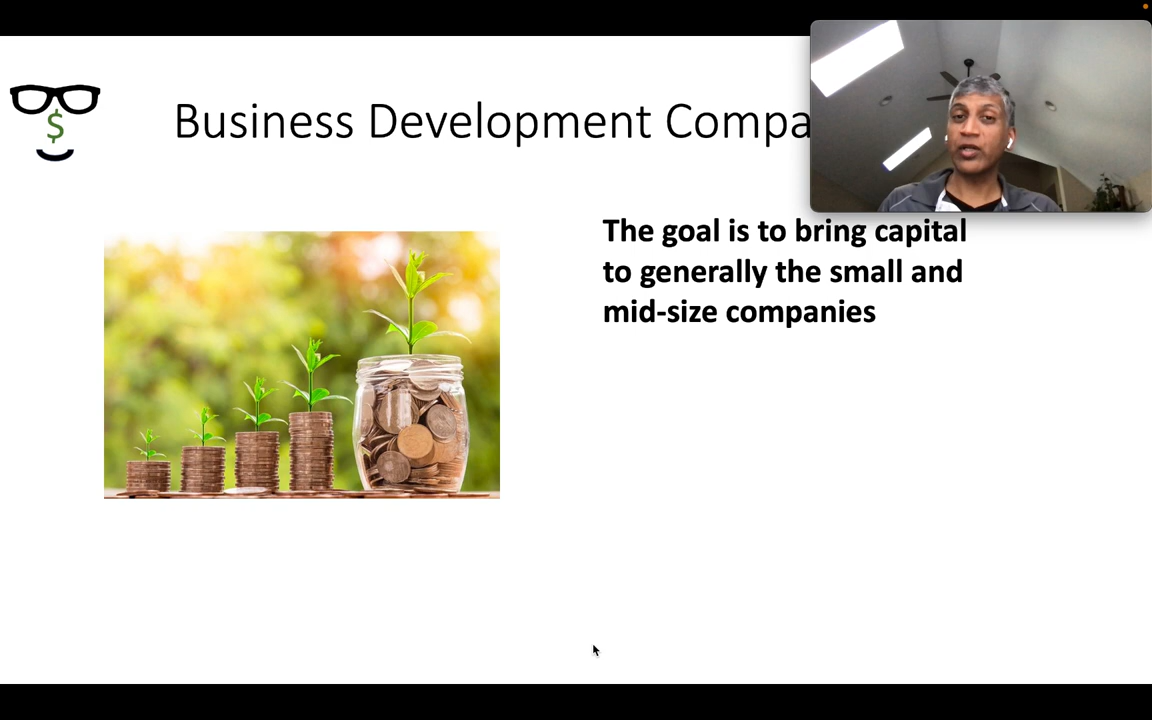 $
Business Development Compa
The goal is to bring capital
to generally the small and
mid-size companies